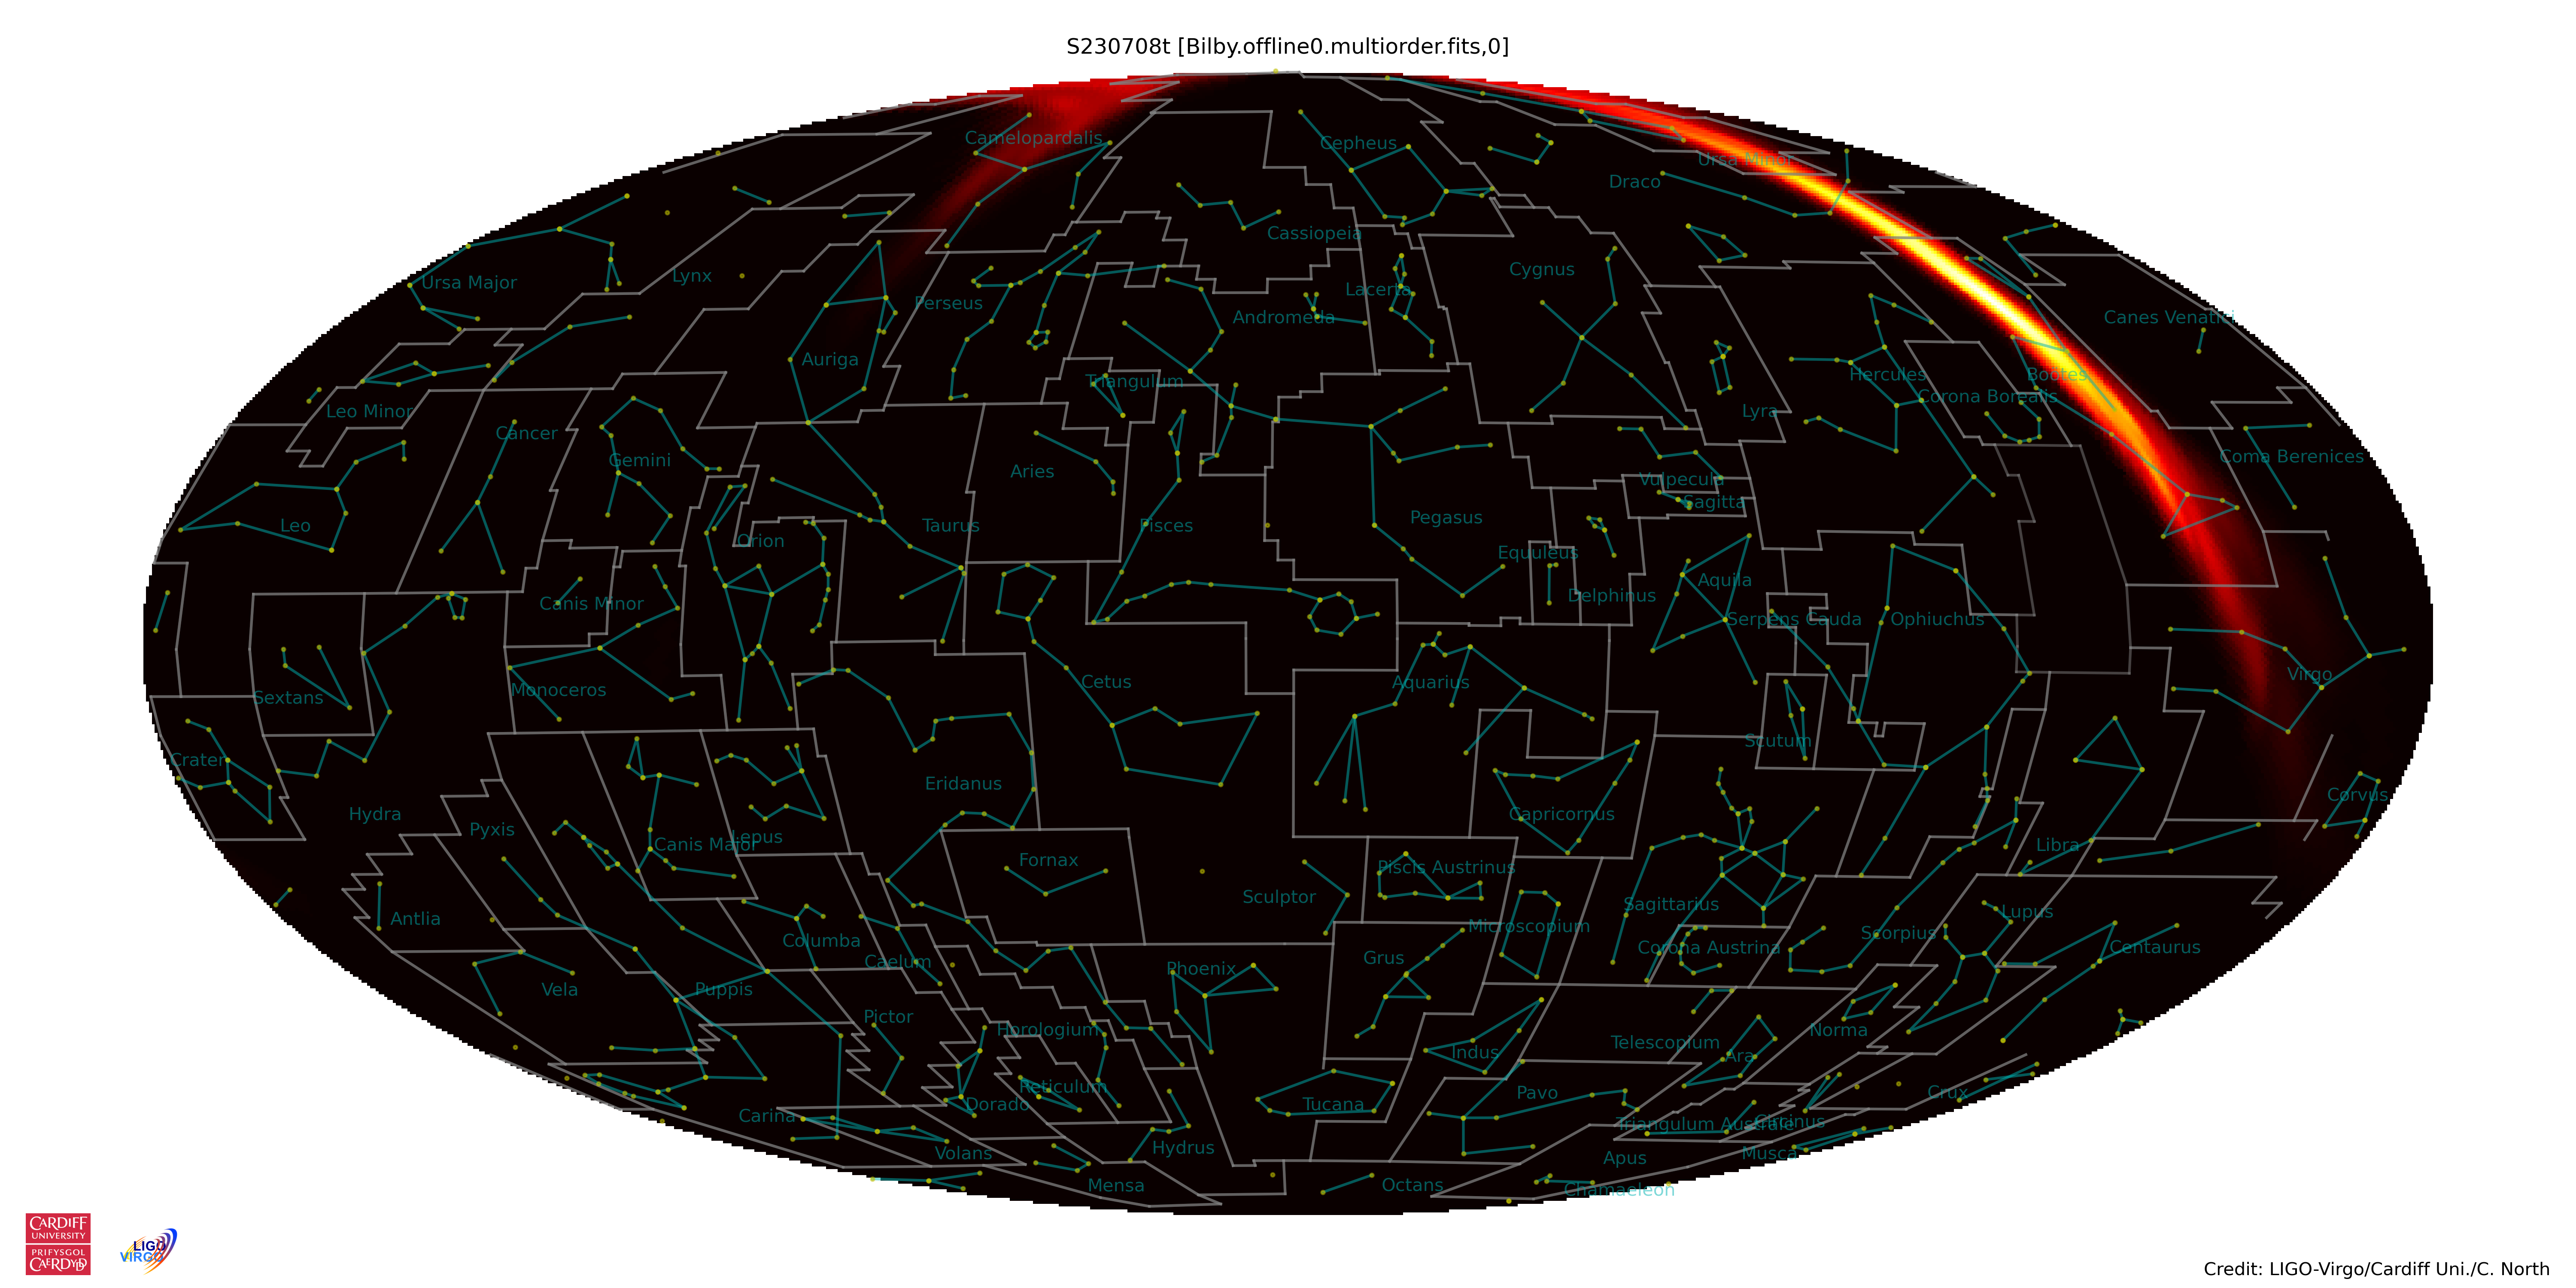 S230708t [Bilby.offline0.multiorder.fits,0]
Camelopardalis
Cepheus
Ursa Minor
Draco
Cassiopeia
Cygnus
Lynx
Ursa Major
Lacerta
Perseus
Andromeda
Canes Venatici
Auriga
Hercules
Boötes
Triangulum
Corona Borealis
Leo Minor
Lyra
Cancer
Coma Berenices
Gemini
Aries
Vulpecula
Sagitta
Pegasus
Leo
Taurus
Pisces
Orion
Equuleus
Aquila
Delphinus
Canis Minor
Serpens Cauda
Ophiuchus
Virgo
Cetus
Aquarius
Monoceros
Sextans
Scutum
Crater
Eridanus
Corvus
Hydra
Capricornus
Pyxis
Lepus
Canis Major
Libra
Fornax
Piscis Austrinus
Sculptor
Sagittarius
Lupus
Antlia
Microscopium
Scorpius
Columba
Corona Austrina
Centaurus
Caelum
Grus
Phoenix
Vela
Puppis
Pictor
Horologium
Norma
Telescopium
Indus
Ara
Reticulum
Pavo
Crux
Dorado
Tucana
Carina
Triangulum Australe
Circinus
Hydrus
Volans
Musca
Apus
Mensa
Octans
Chamaeleon
CARDIFF
UNIVERSITY
PRIFYSGOL
CAERDYDD
LIGO
VIRGO
Credit: LIGO-Virgo/Cardiff Uni./C. North